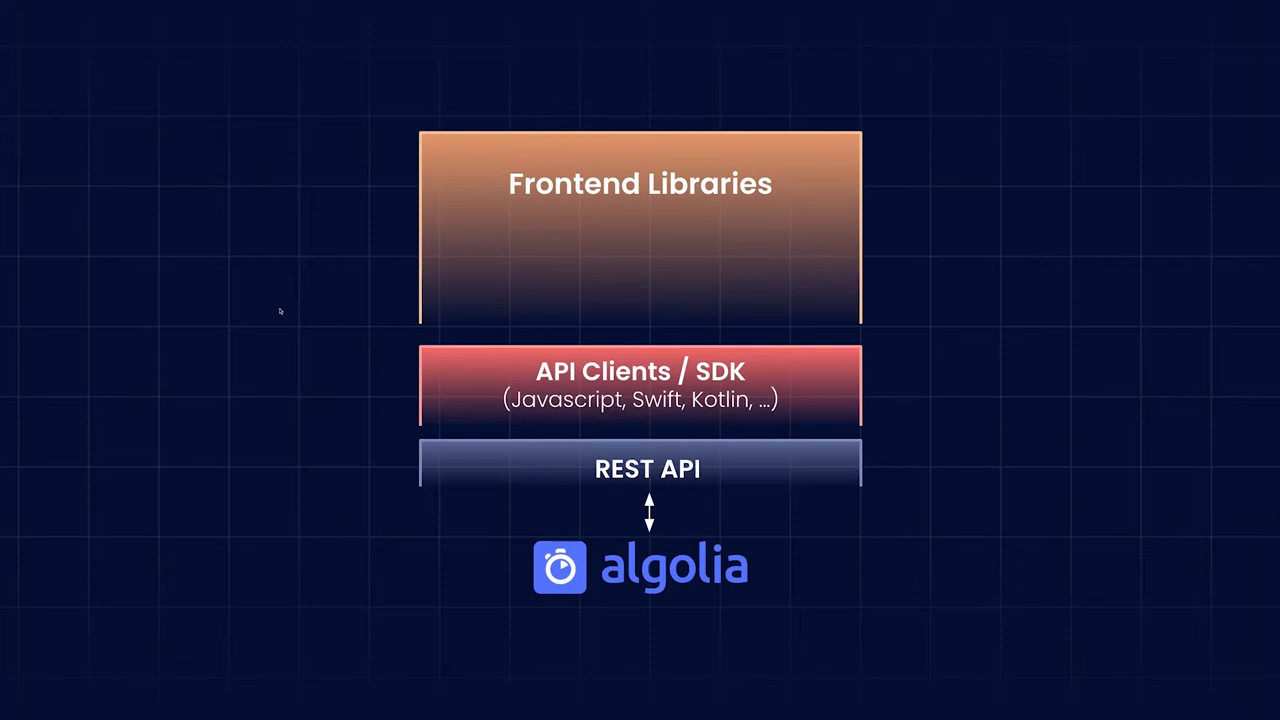 Frontend Libraries
API Clients / SDK
(Javascript, Swift, Kotlin, ...)
REST API
algolia